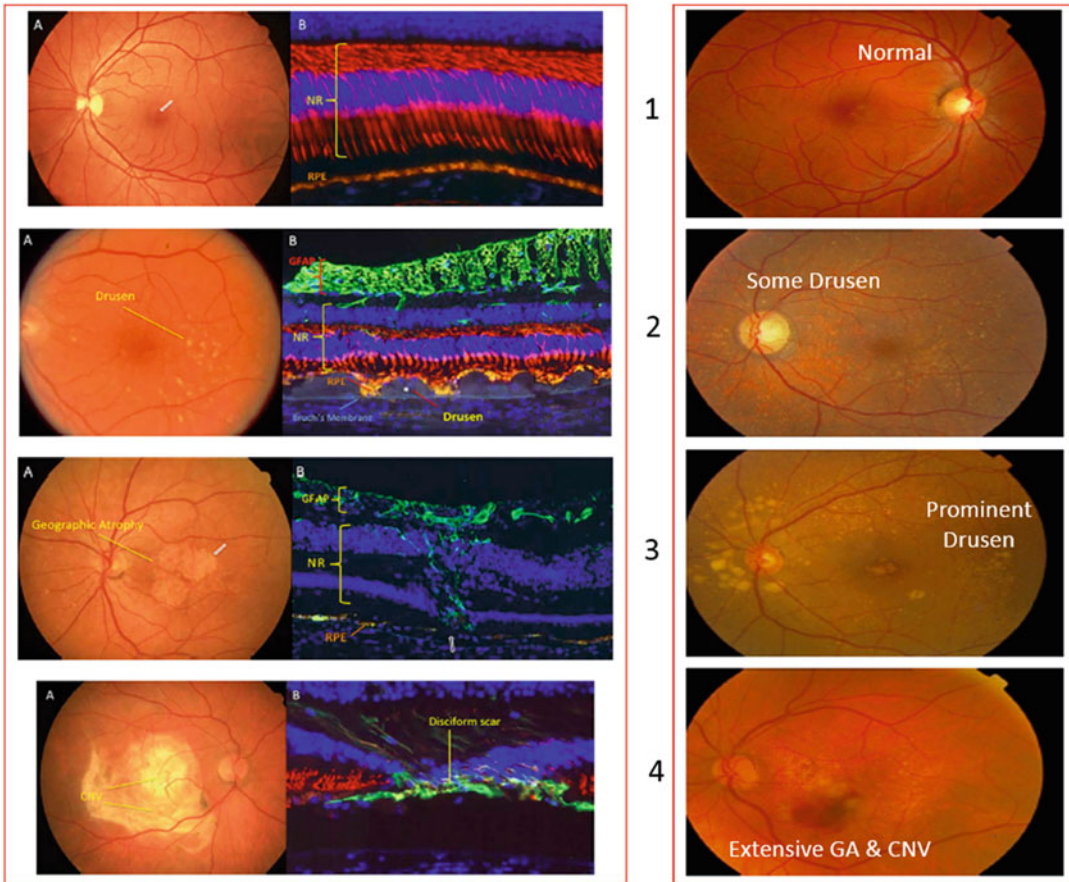 A
B
NR
RPE
1
Normal
A
Drusen
B
GFAP
NR
RPE
Bruch's Membrane
Drusen
2
Some Drusen
A
Geographic Atrophy
B
GFAP
NR
RPE
3
Prominent
Drusen
A
CNV
B
Disciform scar
4
Extensive GA & CNV